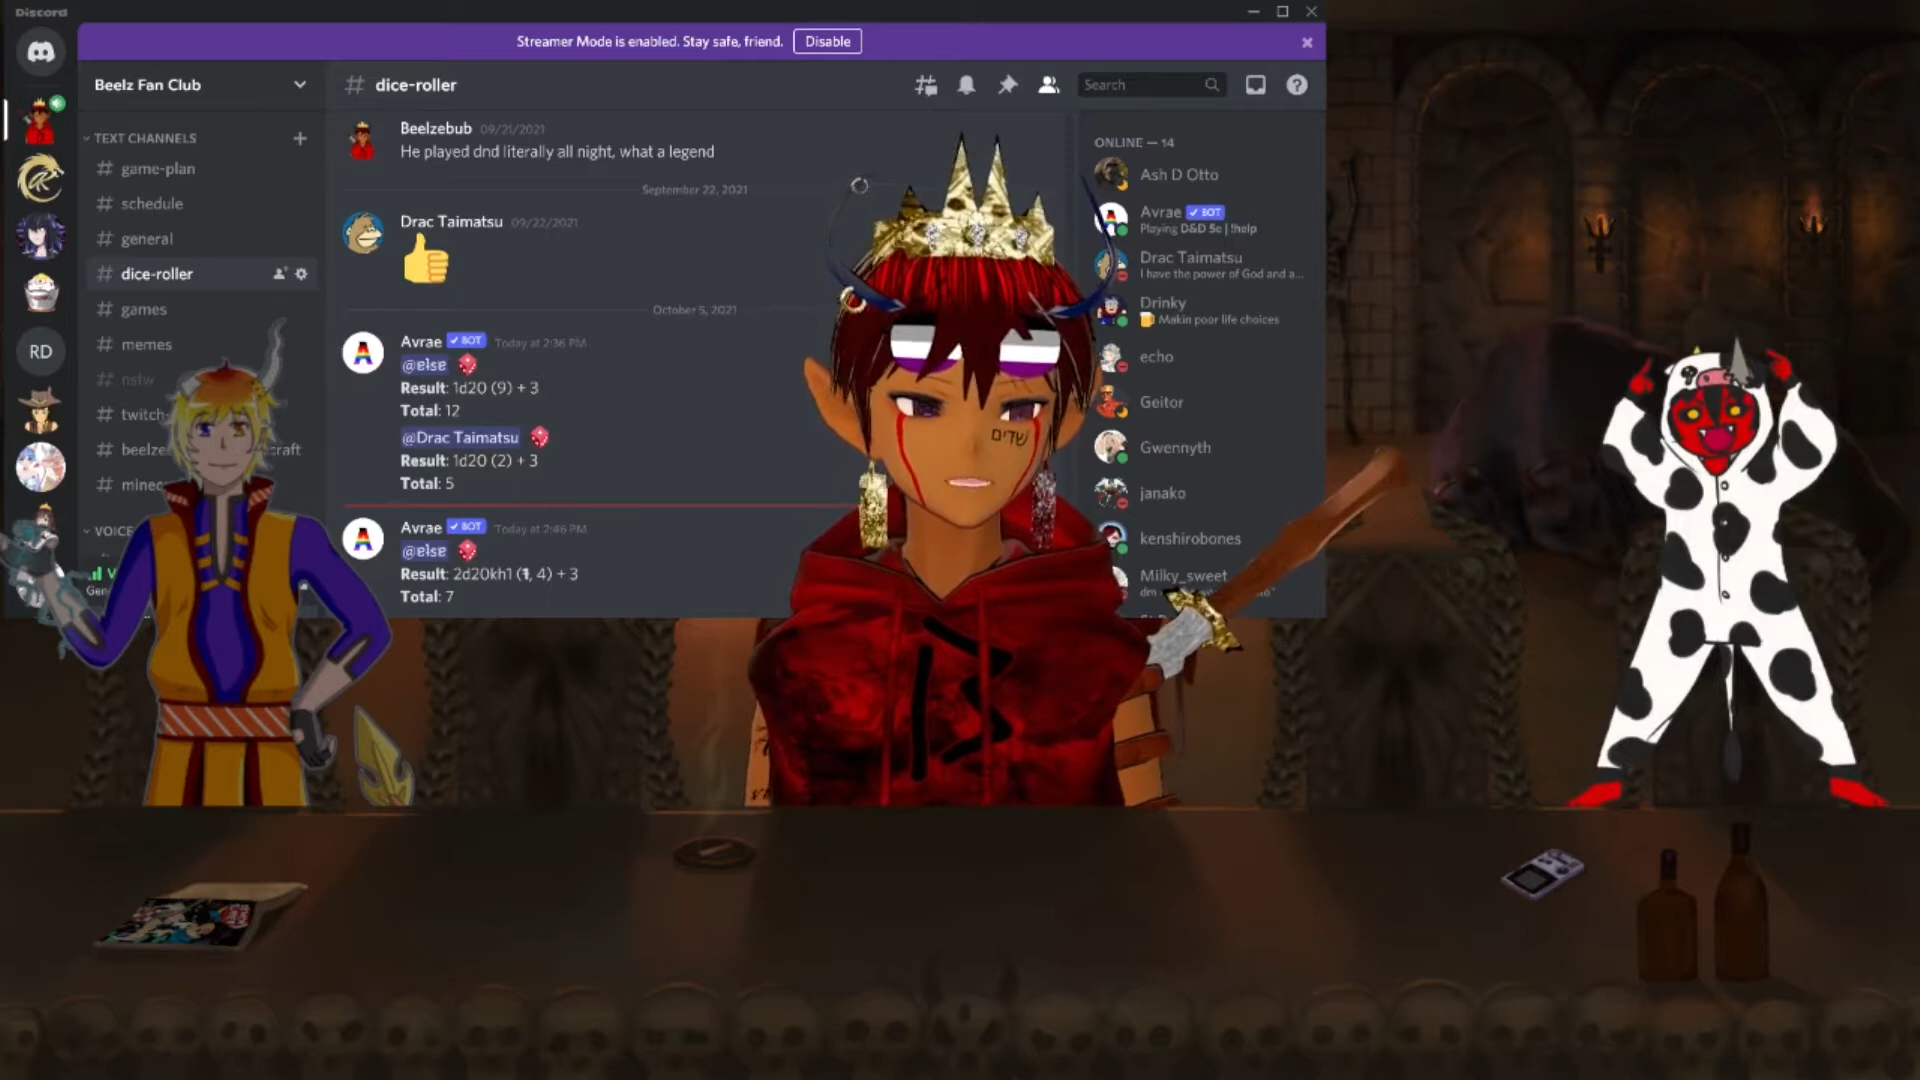 Discord
Streamer Mode is enabled. Stay safe, friend. Disable
Beelz Fan Club
dice-roller
Search
TEXT CHANNELS
game-plan
schedule
general
dice-roller
games
memes
RD
twitch-
craft
VOICE
Beelzebub 09/21/2021
He played dnd literally all night, what a legend
September 22, 2021
Drac Taimatsu 09/22/2021
October 5, 2021
Avrae BOT Today at 2:36 PM
Result: 1d20 (9) + 3
Total: 12
@Drac Taimatsu
Result: 1d20 (2) + 3
Total: 5
Avrae BOT Today at 2:46 PM
Result: 2d20kh1 (1, 4) + 3
Total: 7
ONLINE — 14
Ash D Otto
Avrae BOT
Playing D&D 5e | !help
Drac Taimatsu
I have the power of God and a...
Drinky
Makin poor life choices
echo
Geitor
Gwennyth
janako
kenshirobones
Milky_sweet
שדים
B